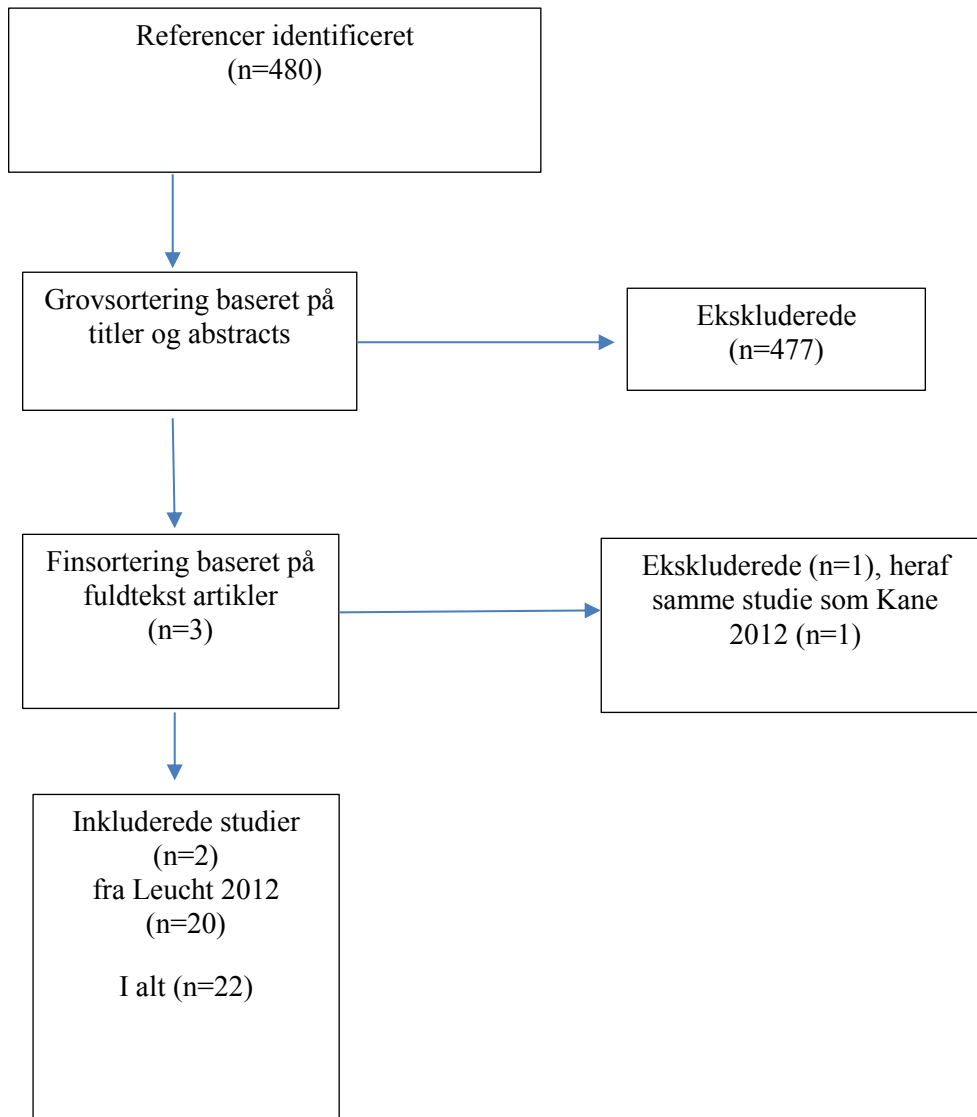 Referencer identificeret
(n=480)
Grovsortering baseret på
titler og abstracts
Ekskluderede
(n=477)
Finsortering baseret på
fuldtekst artikler
(n=3)
Ekskluderede (n=1), heraf
samme studie som Kane
2012 (n=1)
Inkluderede studier
(n=2)
fra Leucht 2012
(n=20)
I alt (n=22)